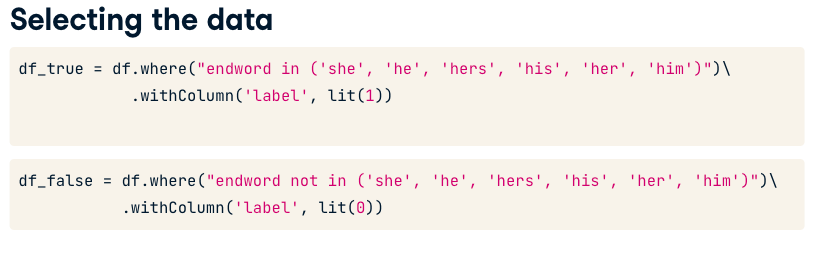 Selecting the data
df_true = df.where("endword in ('she', 'he', 'hers', 'his', 'her', 'him')")\
            .withColumn('label', lit(1))
df_false = df.where("endword not in ('she', 'he', 'hers', 'his', 'her', 'him')")\
           .withColumn('label', lit(0))